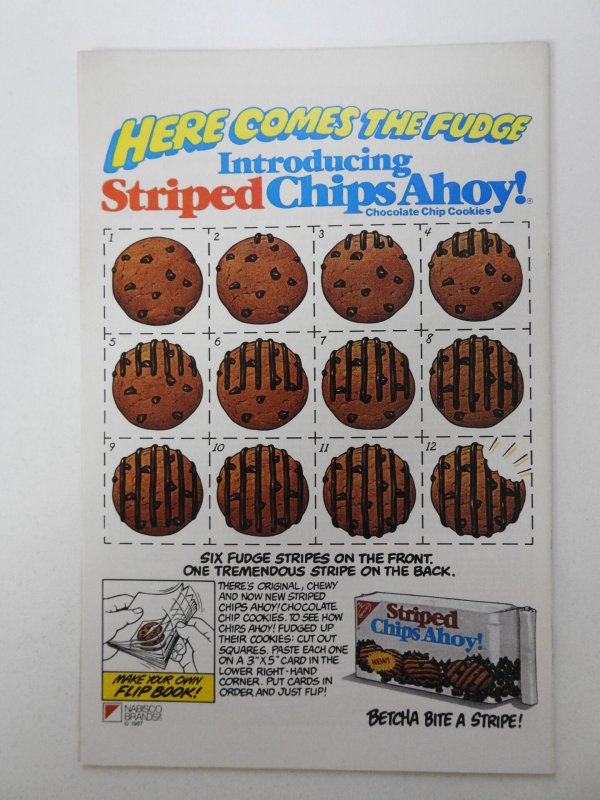 HERE COMES THE FUDGE
Introducing
Striped Chips Ahoy!®
Chocolate Chip Cookies
1 2 3 4
5 6 7 8
9 10 11 12
SIX FUDGE STRIPES ON THE FRONT.
ONE TREMENDOUS STRIPE ON THE BACK.
MAKE YOUR OWN
FLIP BOOK!
THERE'S ORIGINAL, CHEWY
AND NOW NEW STRIPED
CHIPS AHOY! CHOCOLATE
CHIP COOKIES. TO SEE HOW
CHIPS AHOY! FUDGED UP
THEIR COOKIES: CUT OUT
SQUARES. PASTE EACH ONE
ON A 3"X5" CARD IN THE
LOWER RIGHT-HAND
CORNER. PUT CARDS IN
ORDER AND JUST FLIP!
Striped
Chips Ahoy!
NEW!
BETCHA BITE A STRIPE!
NABISCO
BRANDS
© 1987